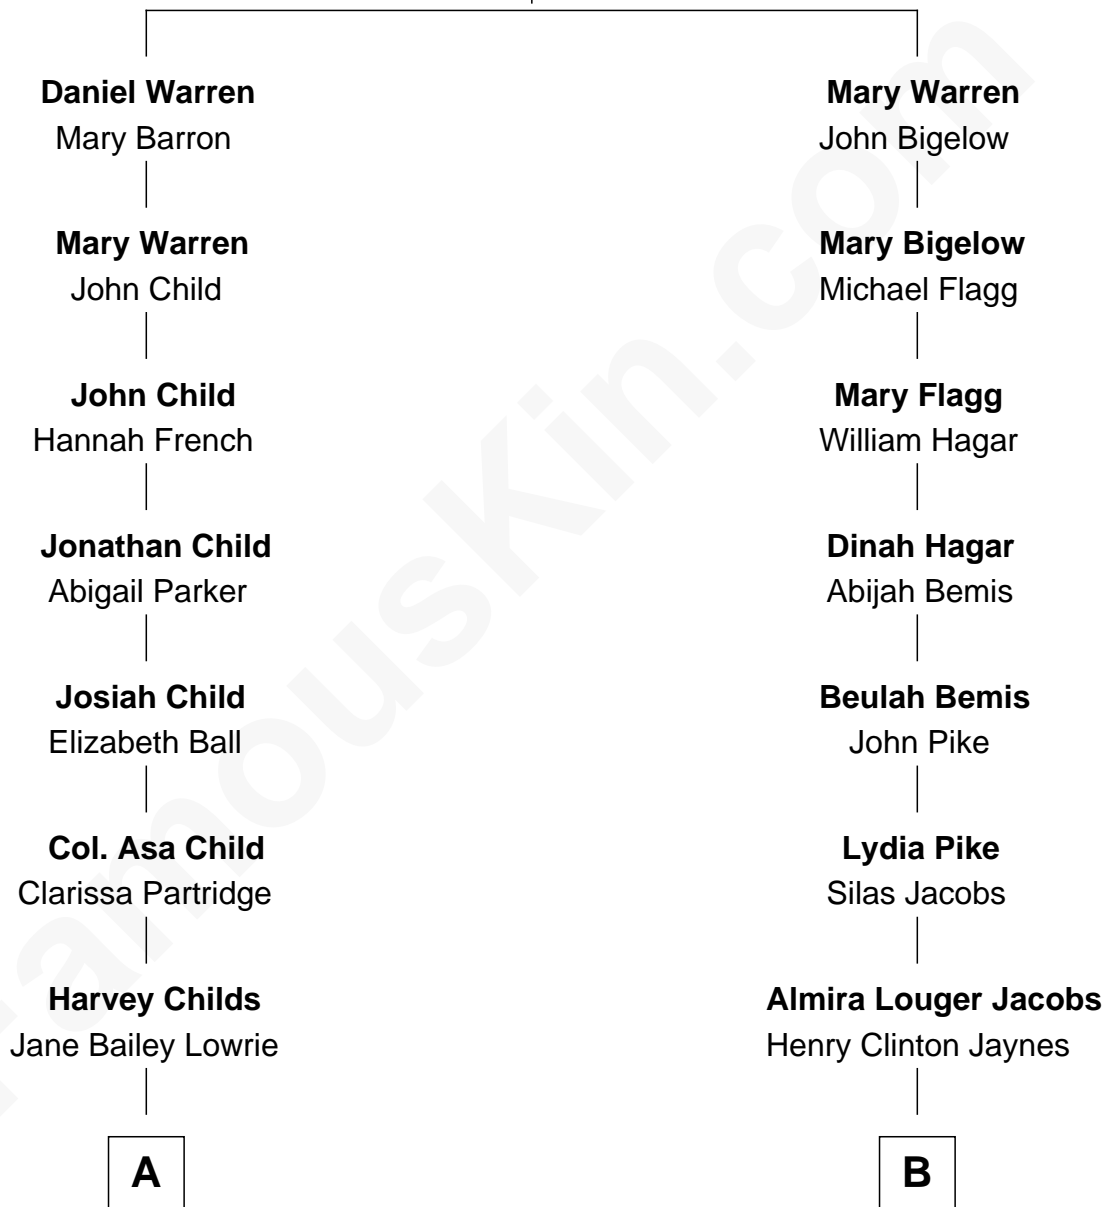 Daniel Warren
Mary Barron
Mary Warren
John Child
John Child
Hannah French
Jonathan Child
Abigail Parker
Josiah Child
Elizabeth Ball
Col. Asa Child
Clarissa Partridge
Harvey Childs
Jane Bailey Lowrie
A
Mary Warren
John Bigelow
Mary Bigelow
Michael Flagg
Mary Flagg
William Hagar
Dinah Hagar
Abijah Bemis
Beulah Bemis
John Pike
Lydia Pike
Silas Jacobs
Almira Louger Jacobs
Henry Clinton Jaynes
B
FamousKin.com